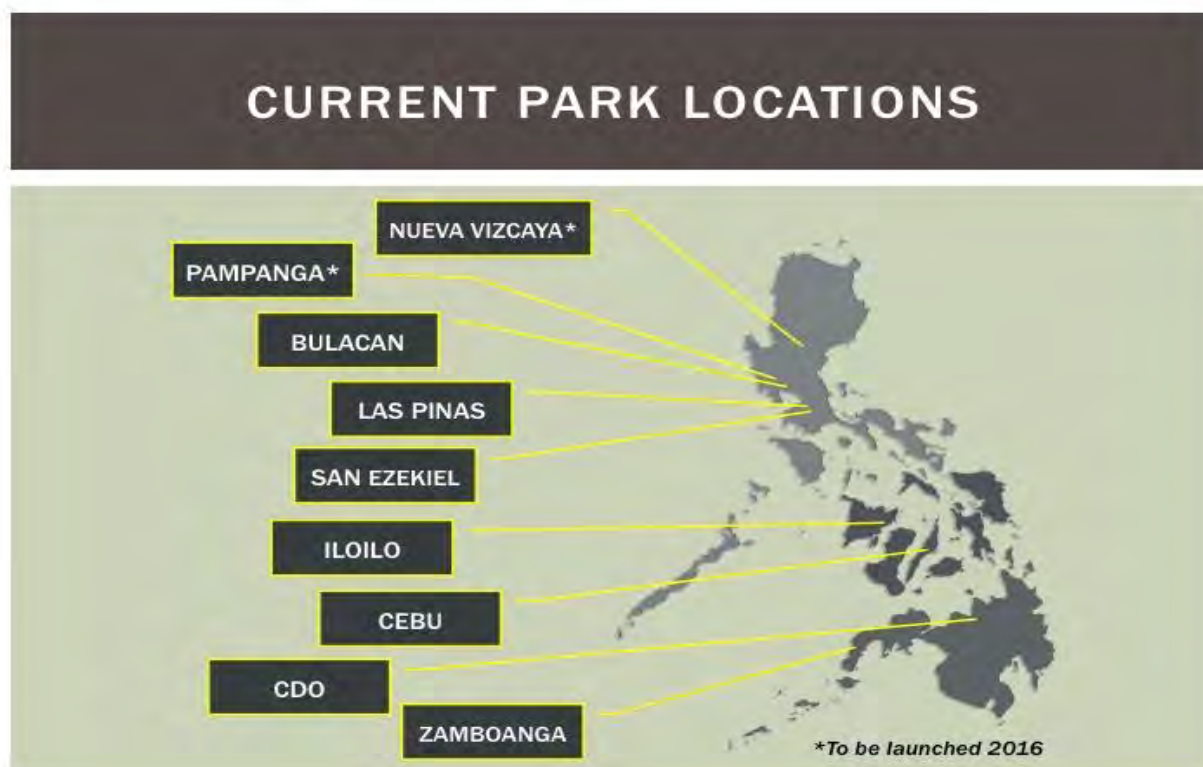 CURRENT PARK LOCATIONS
NUEVA VIZCAYA*
PAMPANGA*
BULACAN
LAS PINAS
SAN EZEKIEL
ILOILO
CEBU
CDO
ZAMBOANGA
*To be launched 2016